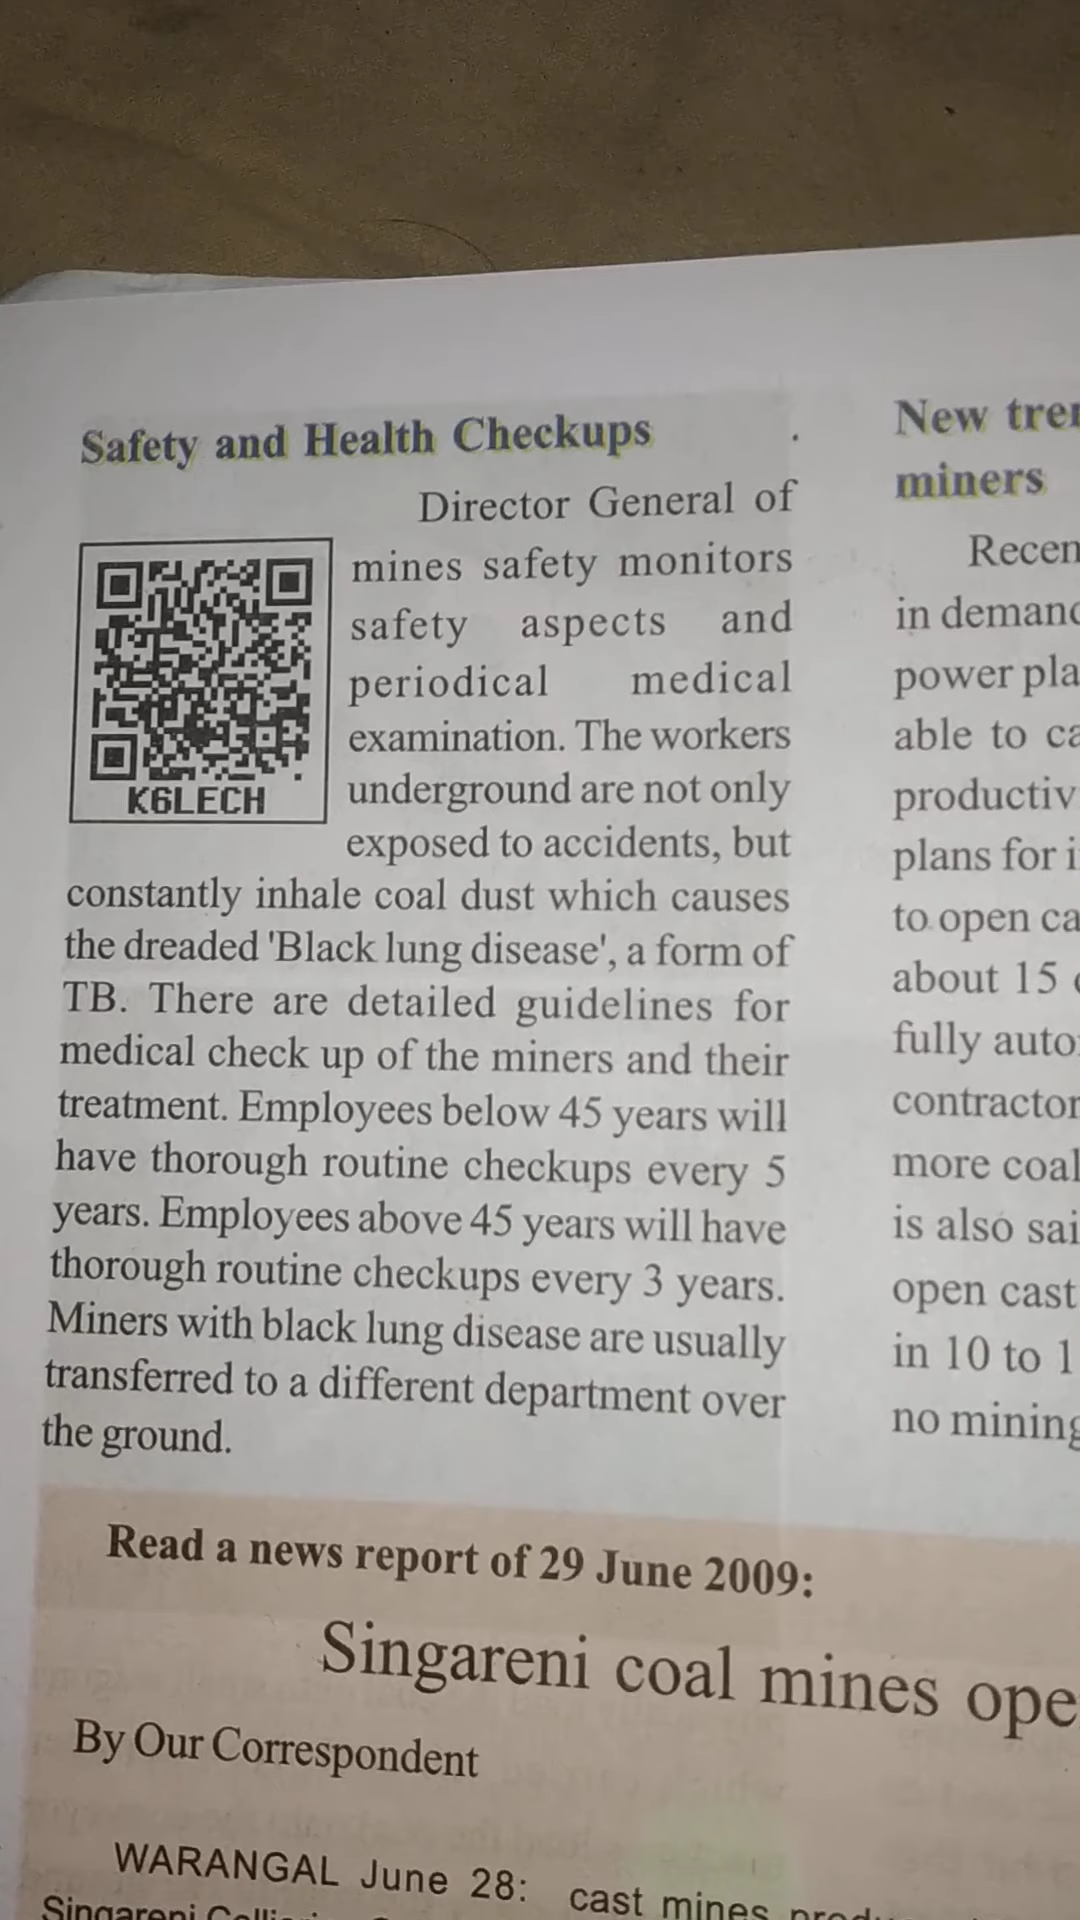 Safety and Health Checkups
Director General of
mines safety monitors
safety aspects and
periodical medical
examination. The workers
underground are not only
exposed to accidents, but
constantly inhale coal dust which causes
the dreaded 'Black lung disease', a form of
TB. There are detailed guidelines for
medical check up of the miners and their
treatment. Employees below 45 years will
have thorough routine checkups every 5
years. Employees above 45 years will have
thorough routine checkups every 3 years.
Miners with black lung disease are usually
transferred to a different department over
the ground.
K6LECH
New
miners
in
power
able to
plans for
to open
about 15
fully
more coal
is also
open cast
in 10 to
no
Read a news report of 29 June 2009:
Singareni coal mines
By Our Correspondent
WARANGAL June 28: cast mines
Singareni